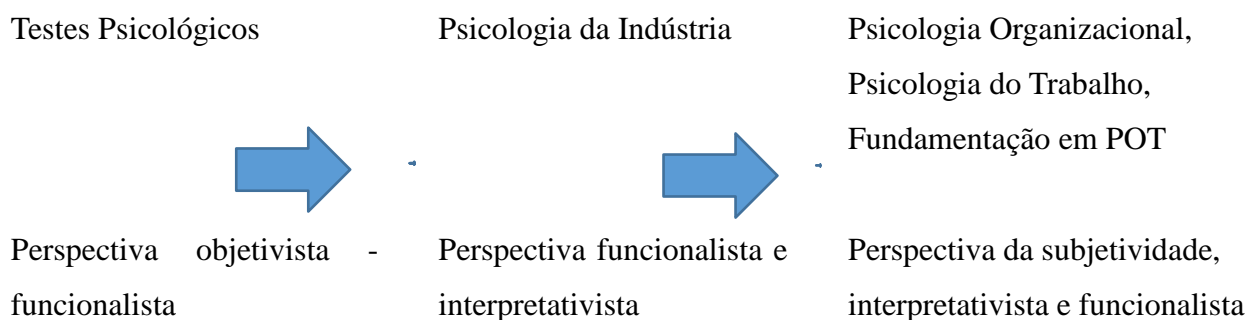 Testes Psicológicos
Psicologia da Indústria
Psicologia Organizacional,
Psicologia do Trabalho,
Fundamentação em POT
Perspectiva objetivista -
funcionalista
Perspectiva funcionalista e
interpretativista
Perspectiva da subjetividade,
interpretativista e funcionalista